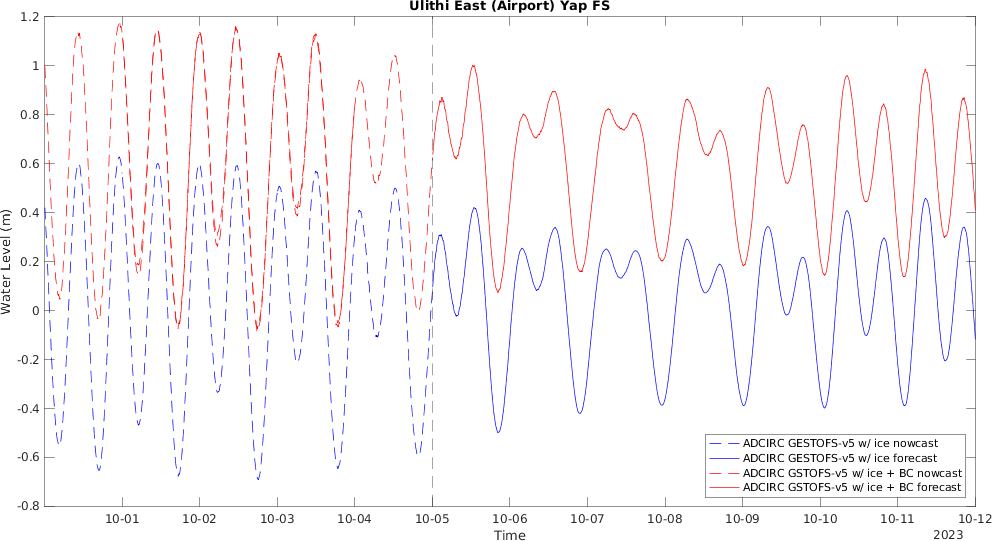 Ulithi East (Airport) Yap FS
1.2
1
0.8
0.6
0.4
0.2
0
-0.2
-0.4
-0.6
-0.8
Water Level (m)
ADCIRC GESTOFS-v5 w/ ice nowcast
ADCIRC GESTOFS-v5 w/ ice forecast
ADCIRC GSTOFS-v5 w/ ice + BC nowcast
ADCIRC GSTOFS-v5 w/ ice + BC forecast
10-01 10-02 10-03 10-04 10-05 10-06 10-07 10-08 10-09 10-10 10-11 10-12
Time
2023